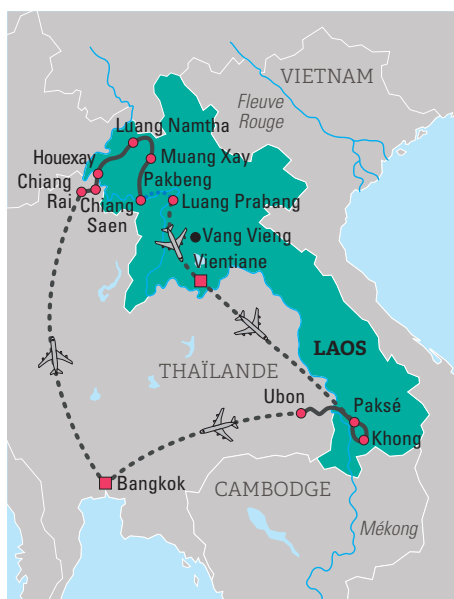 VIETNAM
Fleuve
Rouge
Luang Namtha
Houexay
Muang Xay
Chiang
Rai
Chiang
Saen
Pakbeng
Luang Prabang
Vang Vieng
Vientiane
LAOS
THAÏLANDE
Ubon
Paksé
Khong
Bangkok
CAMBODGE
Mékong